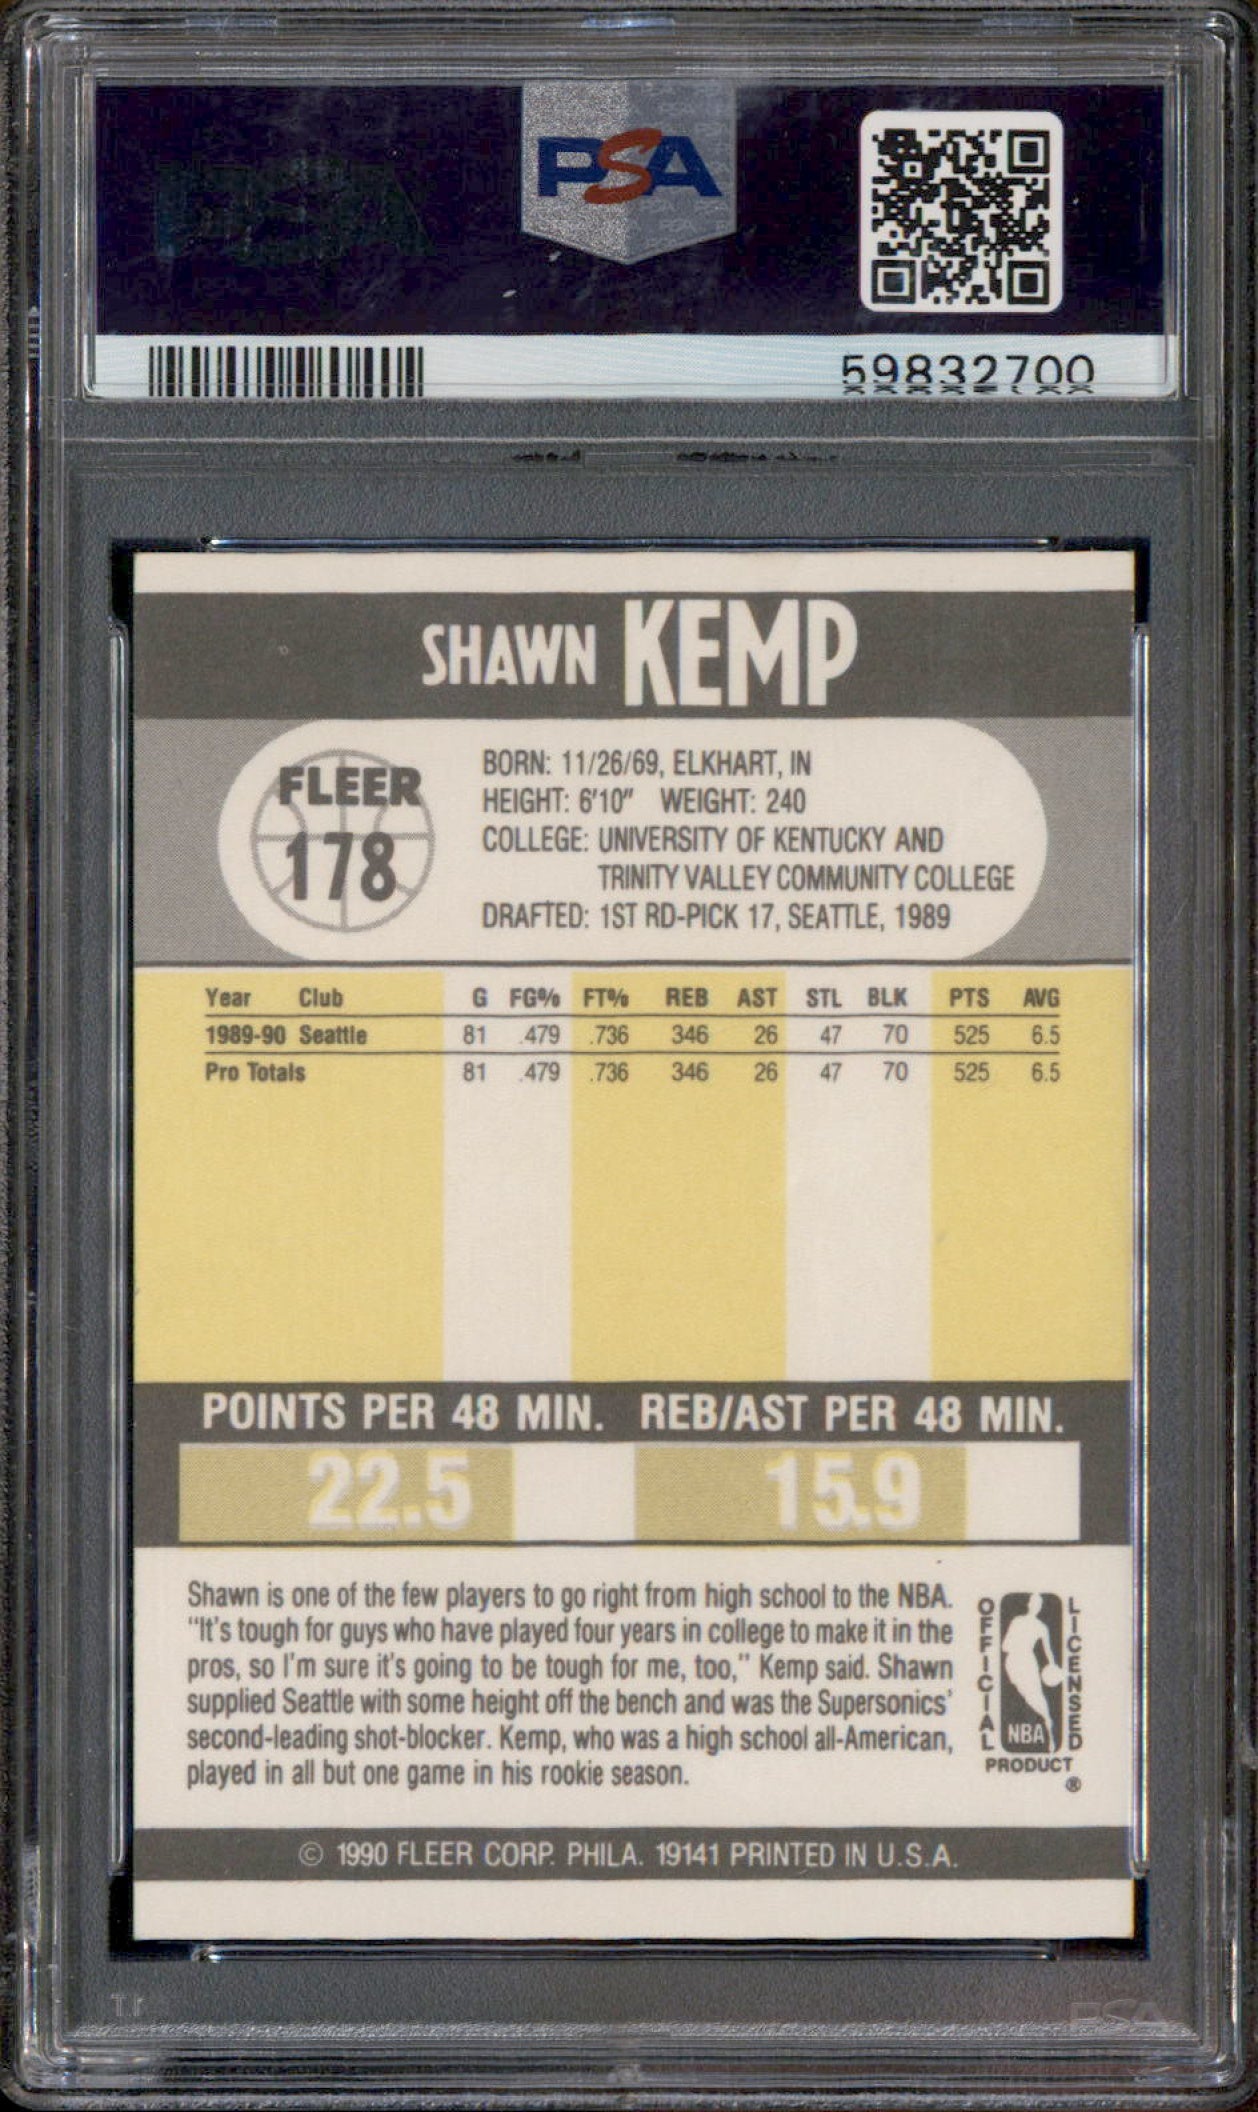 PSA
59832700
SHAWN KEMP
FLEER
178
BORN: 11/26/69, ELKHART, IN
HEIGHT: 6'10" WEIGHT: 240
COLLEGE: UNIVERSITY OF KENTUCKY AND
TRINITY VALLEY COMMUNITY COLLEGE
DRAFTED: 1ST RD-PICK 17, SEATTLE, 1989
Year Club G FG% FT% REB AST STL BLK PTS AVG
1989-90 Seattle 81 .479 .736 346 26 47 70 525 6.5
Pro Totals 81 .479 .736 346 26 47 70 525 6.5
POINTS PER 48 MIN. REB/AST PER 48 MIN.
22.5 15.9
Shawn is one of the few players to go right from high school to the NBA.
"It's tough for guys who have played four years in college to make it in the
pros, so I'm sure it's going to be tough for me, too," Kemp said. Shawn
supplied Seattle with some height off the bench and was the Supersonics'
second-leading shot-blocker. Kemp, who was a high school all-American,
played in all but one game in his rookie season.
OFFICIAL
LICENSED
NBA
PRODUCT
®
© 1990 FLEER CORP. PHILA. 19141 PRINTED IN U.S.A.
PSA